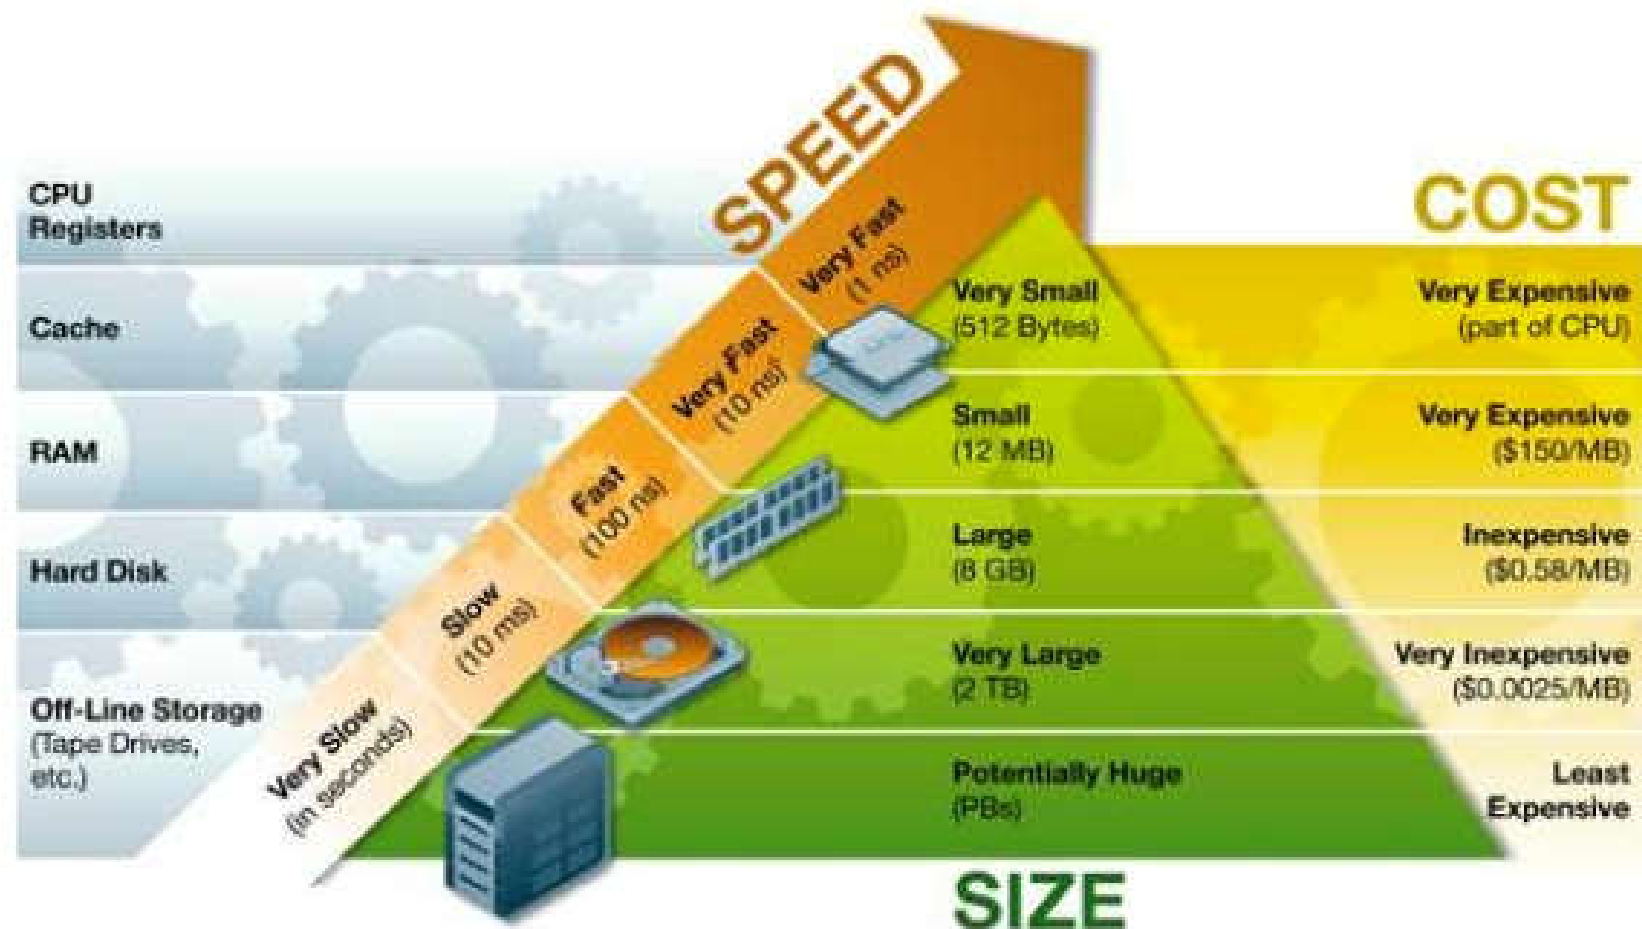 SPEED
COST
CPU
Registers
Very Fast
(1 ns)
Very Small
(512 Bytes)
Very Expensive
(part of CPU)
Cache
Very Fast
(10 ns)
Small
(12 MB)
Very Expensive
($150/MB)
RAM
Fast
(100 ns)
Large
(8 GB)
Inexpensive
($0.58/MB)
Hard Disk
Slow
(10 ms)
Very Large
(2 TB)
Very Inexpensive
($0.0025/MB)
Off-Line Storage
(Tape Drives,
etc.)
Very Slow
(in seconds)
Potentially Huge
(PBs)
Least
Expensive
SIZE